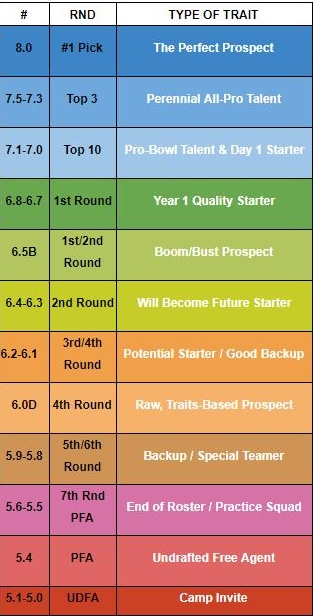 # RND TYPE OF TRAIT
8.0 #1 Pick The Perfect Prospect
7.5-7.3 Top 3 Perennial All-Pro Talent
7.1-7.0 Top 10 Pro-Bowl Talent & Day 1 Starter
6.8-6.7 1st Round Year 1 Quality Starter
6.5B 1st/2nd
Round Boom/Bust Prospect
6.4-6.3 2nd Round Will Become Future Starter
6.2-6.1 3rd/4th
Round Potential Starter / Good Backup
6.0D 4th Round Raw, Traits-Based Prospect
5.9-5.8 5th/6th
Round Backup / Special Teamer
5.6-5.5 7th Rnd
PFA End of Roster / Practice Squad
5.4 PFA Undrafted Free Agent
5.1-5.0 UDFA Camp Invite